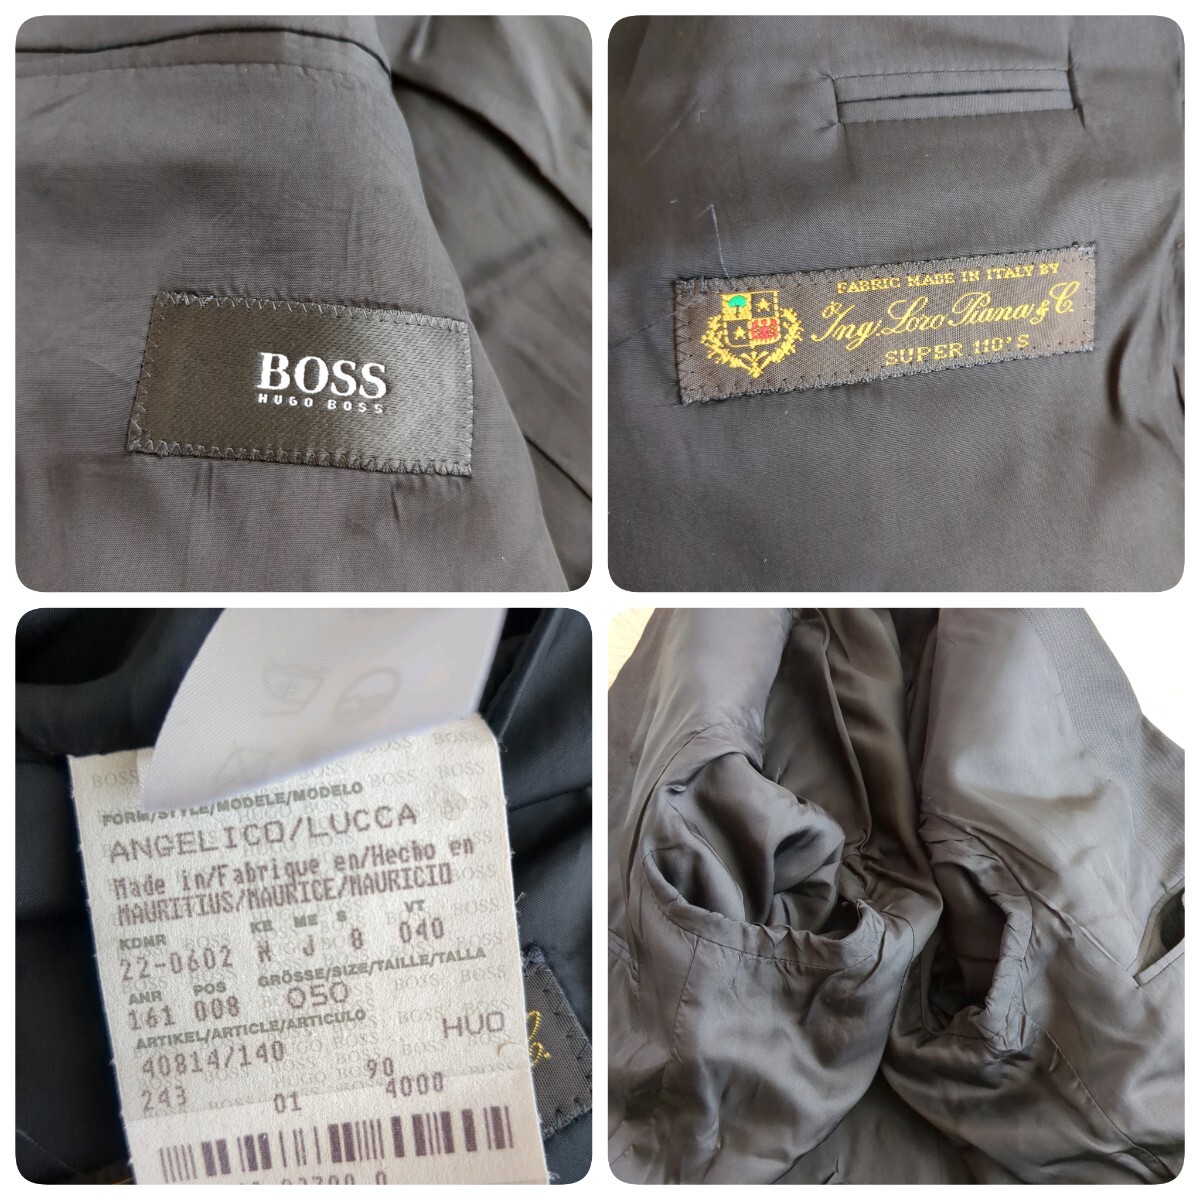 BOSS
HUGO BOSS
FABRIC MADE IN ITALY BY
Ing. Loro Piana & C.
SUPER 110'S
FORM/STYLE/MODELE/MODELO
ANGELICO/LUCCA
Made in/Fabrique en/Hecho en
MAURITIUS/MAURICE/MAURICIO
KDNR KE ME S VT
22-0602 N J 8 040
ANR POS GRÖSSE/SIZE/TAILLE/TALLA
161 008 050
ARTIKEL/ARTICLE/ARTICULO HUO
40814/140 90
243 01 4000